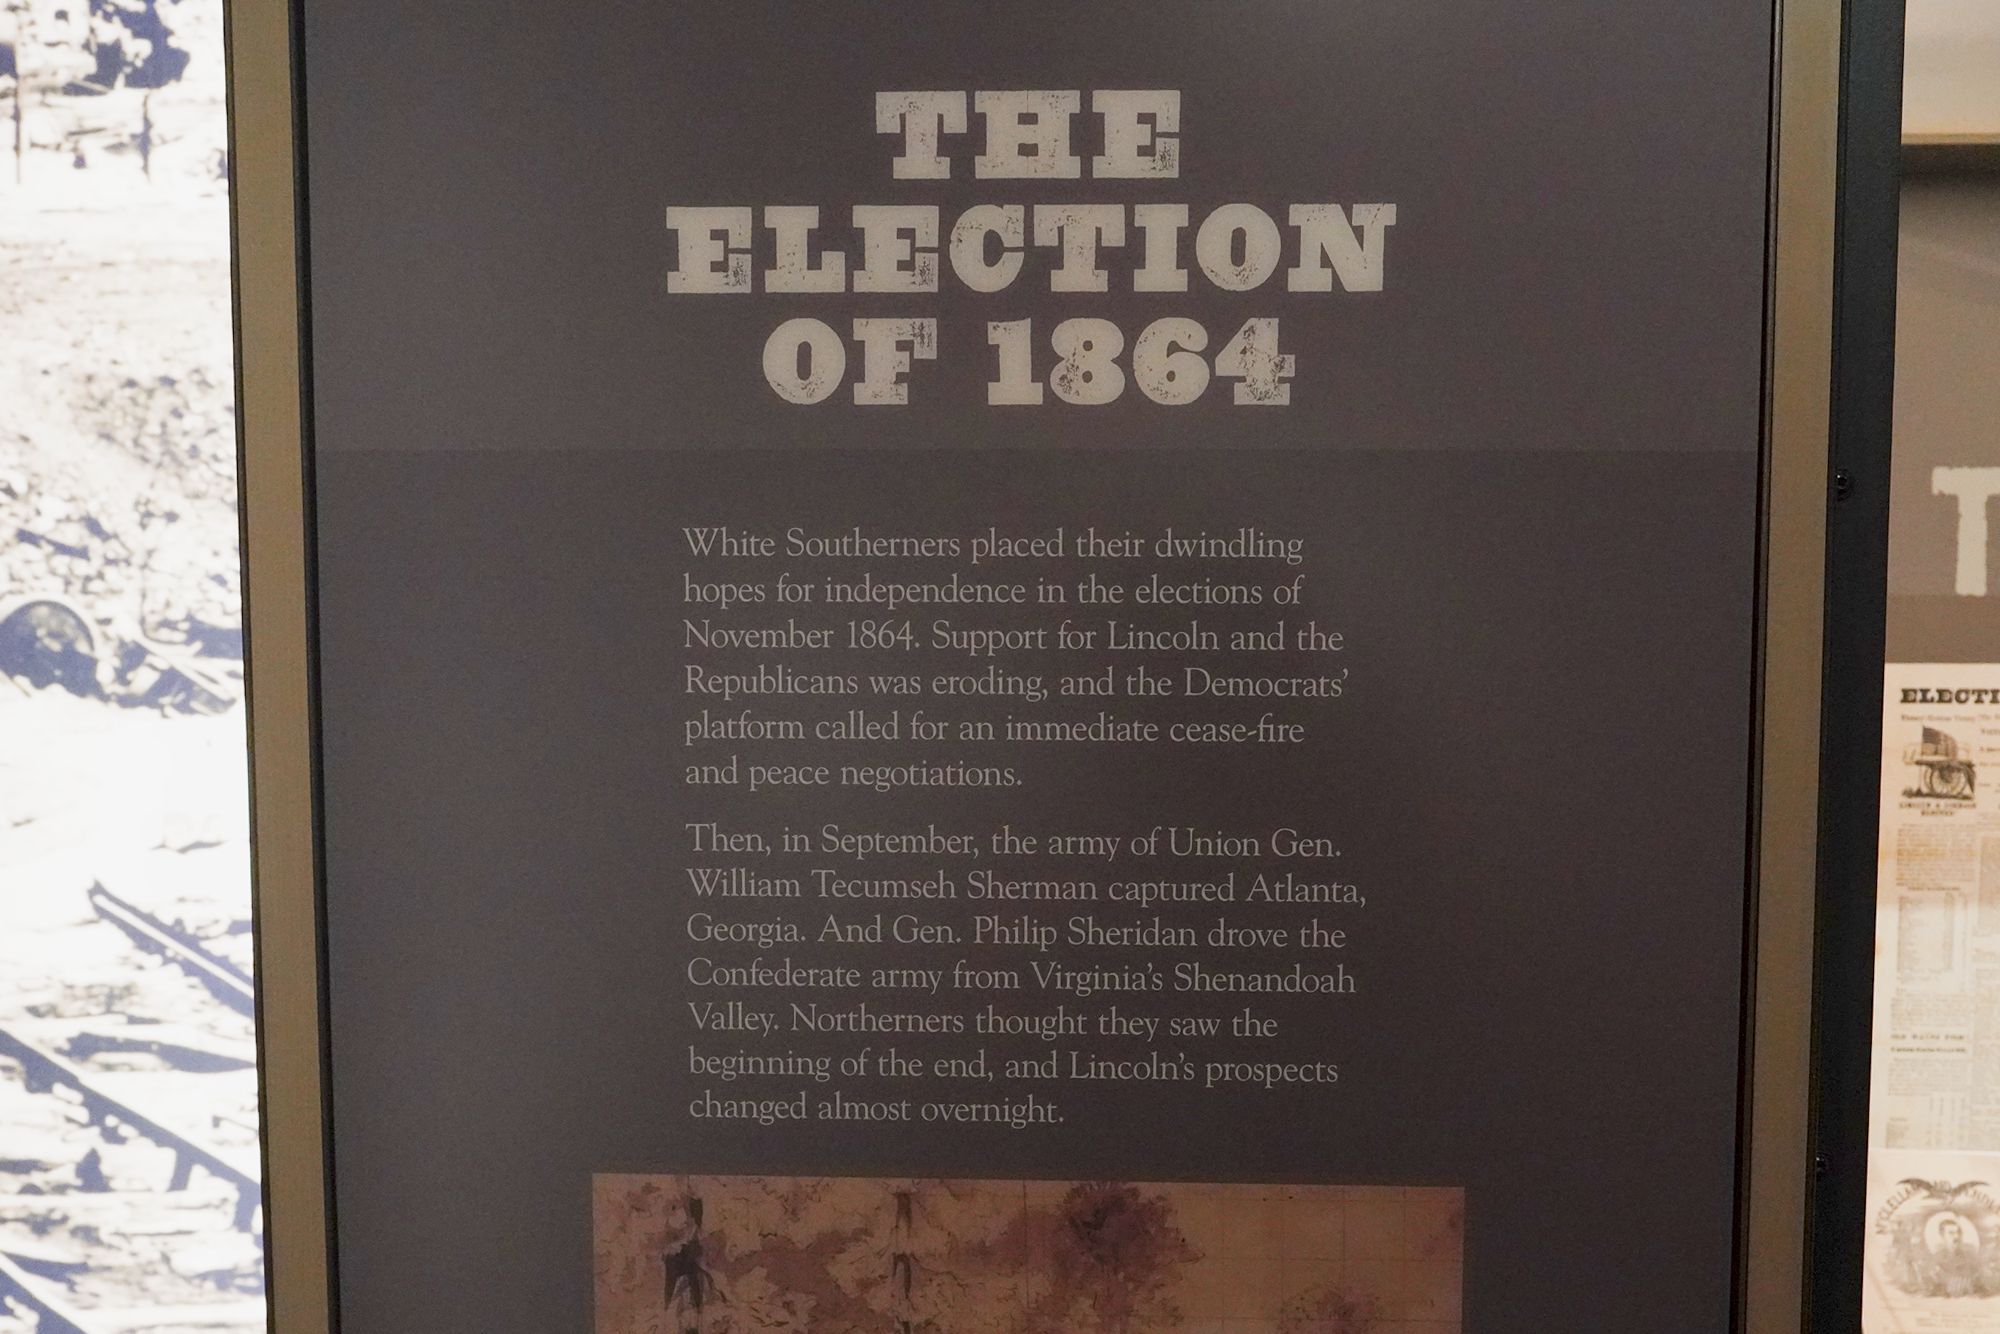 THE
ELECTION
OF 1864
White Southerners placed their dwindling
hopes for independence in the elections of
November 1864. Support for Lincoln and the
Republicans was eroding, and the Democrats’
platform called for an immediate cease-fire
and peace negotiations.
Then, in September, the army of Union Gen.
William Tecumseh Sherman captured Atlanta,
Georgia. And Gen. Philip Sheridan drove the
Confederate army from Virginia’s Shenandoah
Valley. Northerners thought they saw the
beginning of the end, and Lincoln’s prospects
changed almost overnight.
T
ELECTI